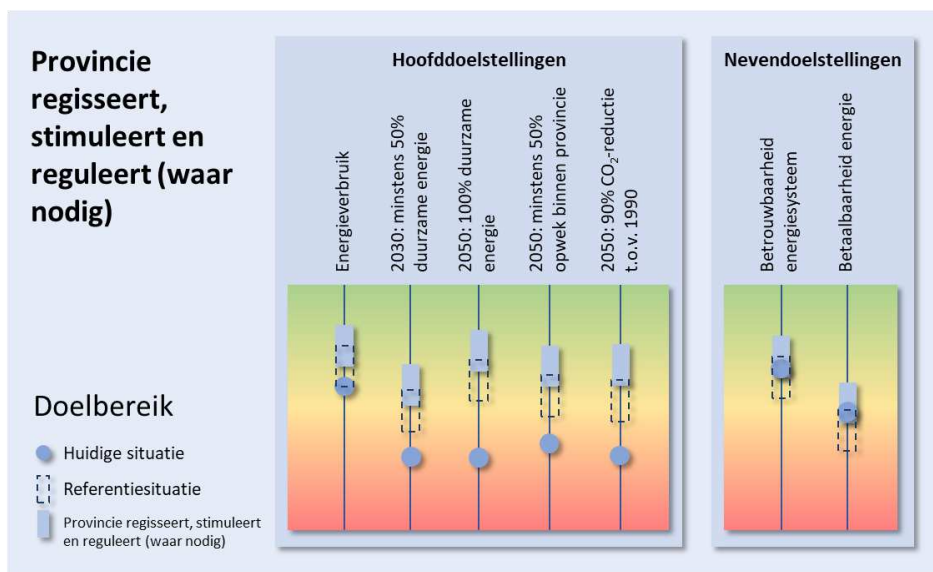 Provincie
regisseert,
stimuleert en
reguleert (waar
nodig)
Hoofddoelstellingen
Energieverbruik
2030: minstens 50%
duurzame energie
2050: 100% duurzame
energie
2050: minstens 50%
opwek binnen provincie
2050: 90% CO₂-reductie
t.o.v. 1990
Nevendoelstellingen
Betrouwbaarheid
energiesysteem
Betaalbaarheid energie
Doelbereik
Huidige situatie
Referentiesituatie
Provincie regisseert, stimuleert
en reguleert (waar nodig)